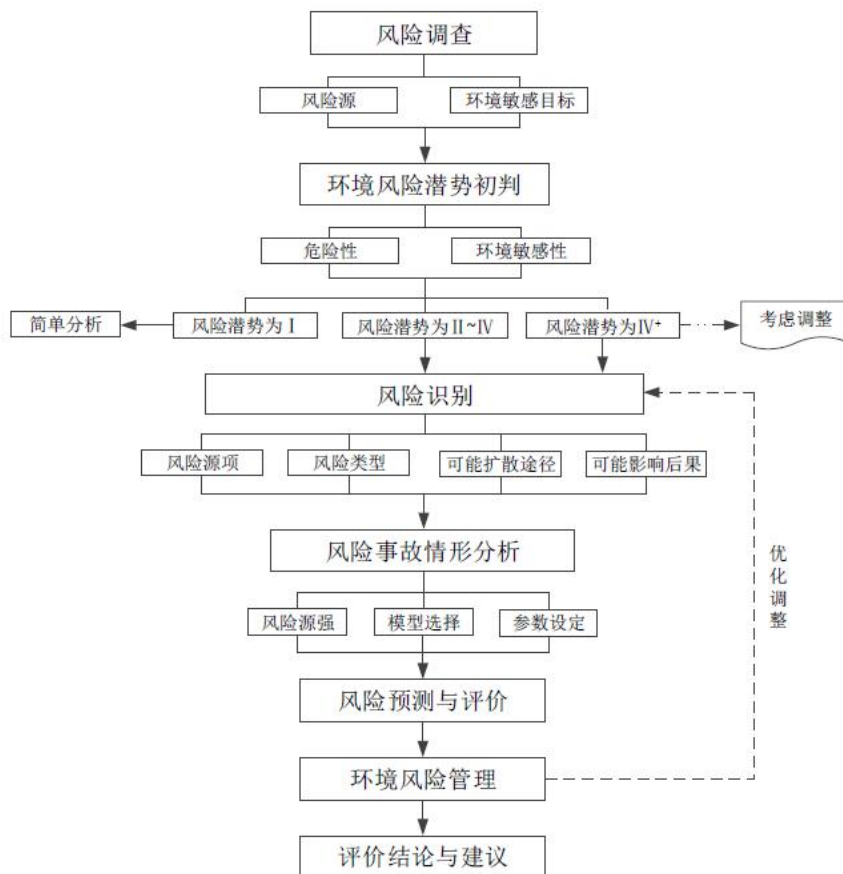 风险调查
风险源
环境敏感目标
环境风险潜势初判
危险性
环境敏感性
简单分析
风险潜势为Ⅰ
风险潜势为Ⅱ~Ⅳ
风险潜势为Ⅳ⁺
考虑调整
风险识别
风险源项
风险类型
可能扩散途径
可能影响后果
风险事故情形分析
优化调整
风险源强
模型选择
参数设定
风险预测与评价
环境风险管理
评价结论与建议